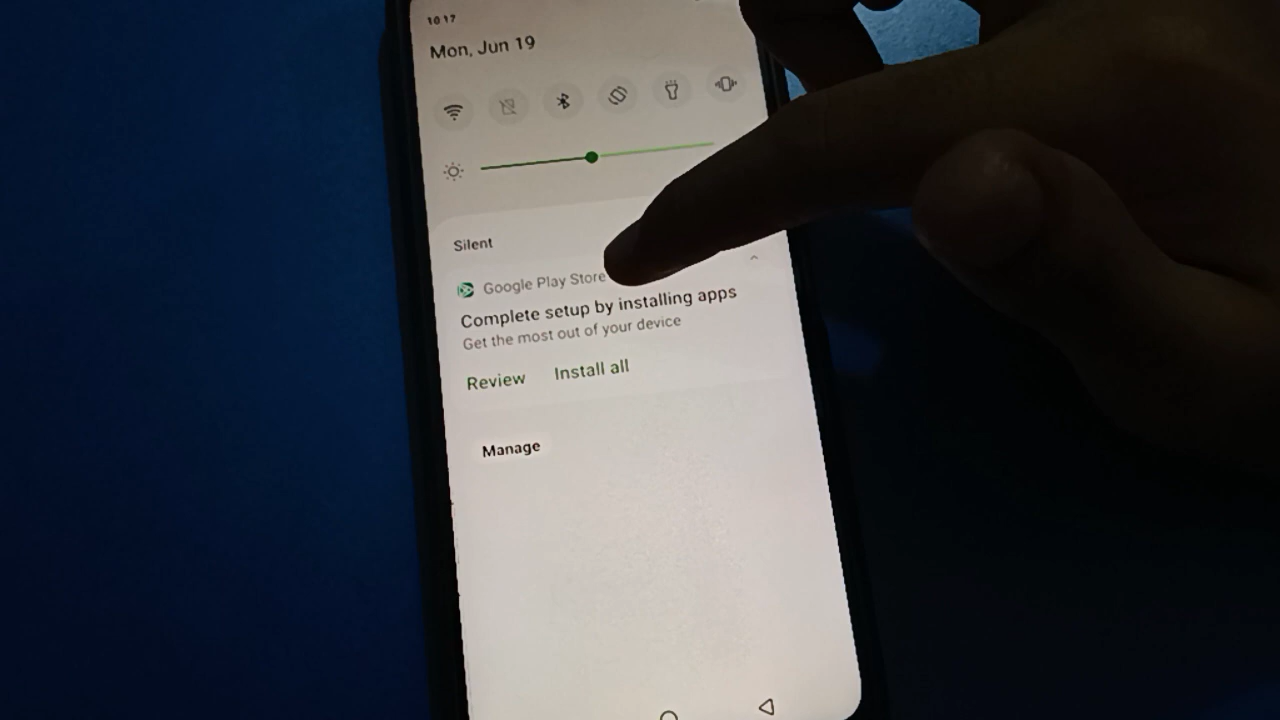 10 17
Mon, Jun 19
Silent
Google Play Store
Complete setup by installing apps
Get the most out of your device
Review Install all
Manage